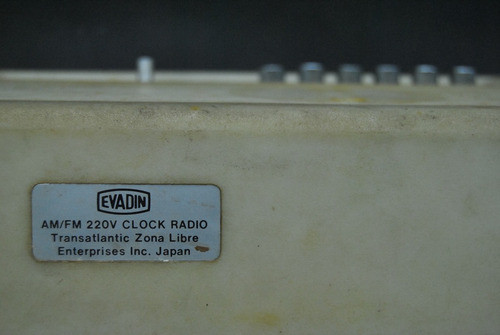 EVADIN
AM/FM 220V CLOCK RADIO
Transatlantic Zona Libre
Enterprises Inc. Japan